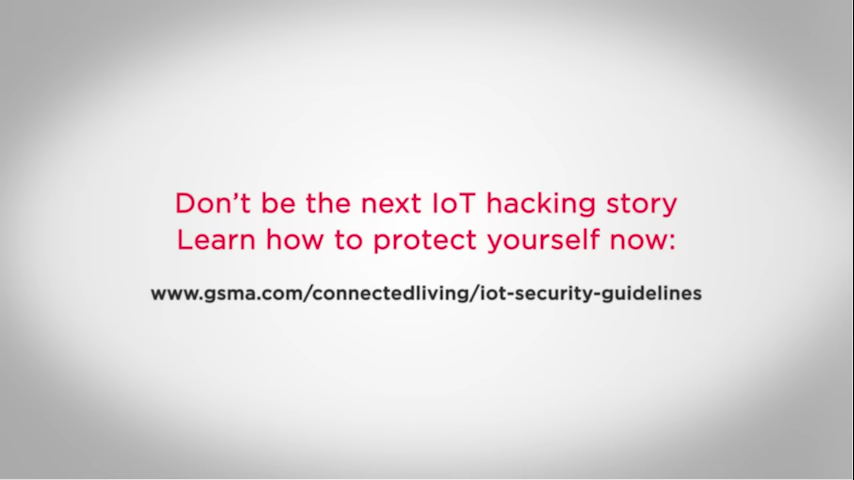 Don't be the next IoT hacking story
Learn how to protect yourself now:
www.gsma.com/connectedliving/iot-security-guidelines